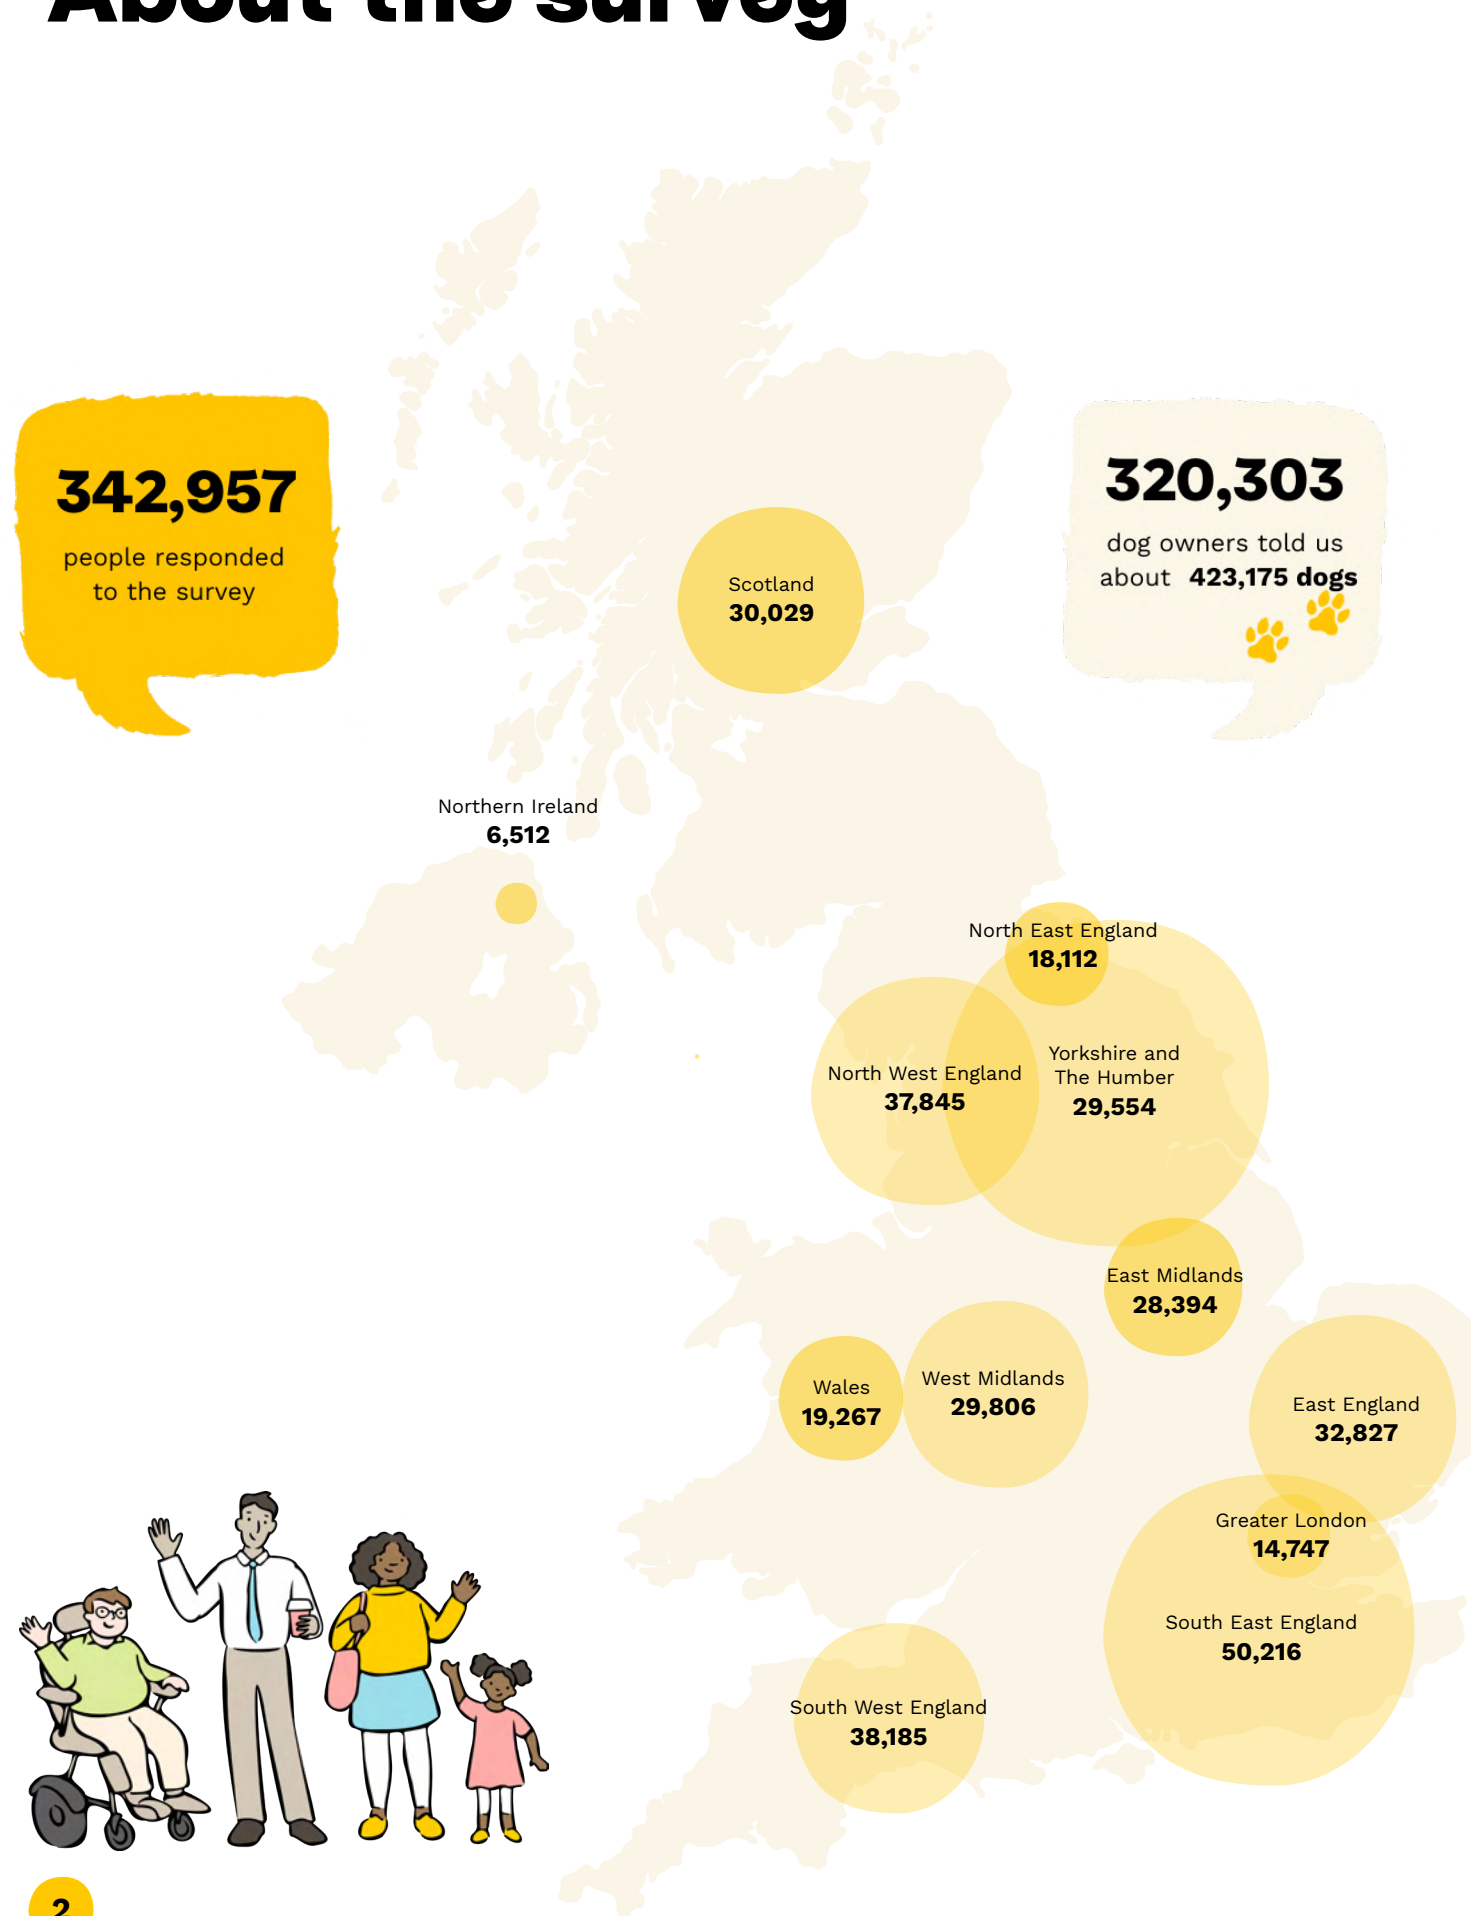 About the survey
342,957
people responded
to the survey
320,303
dog owners told us
about 423,175 dogs
Scotland
30,029
Northern Ireland
6,512
North East England
18,112
Yorkshire and
The Humber
29,554
North West England
37,845
East Midlands
28,394
West Midlands
29,806
Wales
19,267
East England
32,827
Greater London
14,747
South East England
50,216
South West England
38,185
2